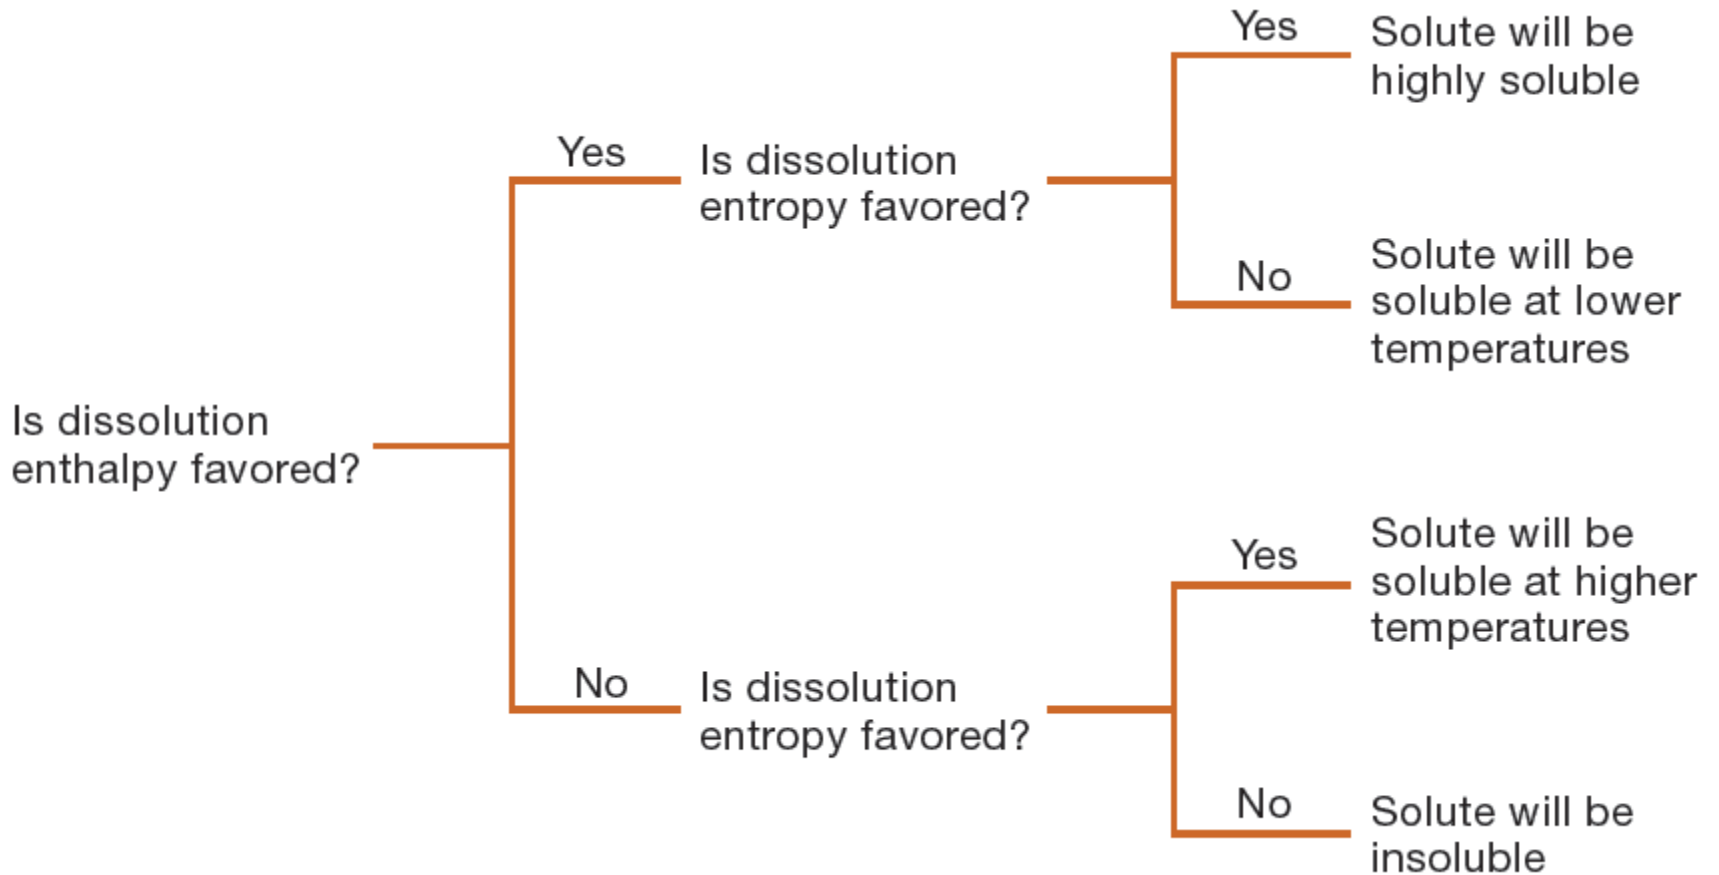 Is dissolution
enthalpy favored?
Yes
Is dissolution
entropy favored?
Yes
Solute will be
highly soluble
No
Solute will be
soluble at lower
temperatures
No
Is dissolution
entropy favored?
Yes
Solute will be
soluble at higher
temperatures
No
Solute will be
insoluble